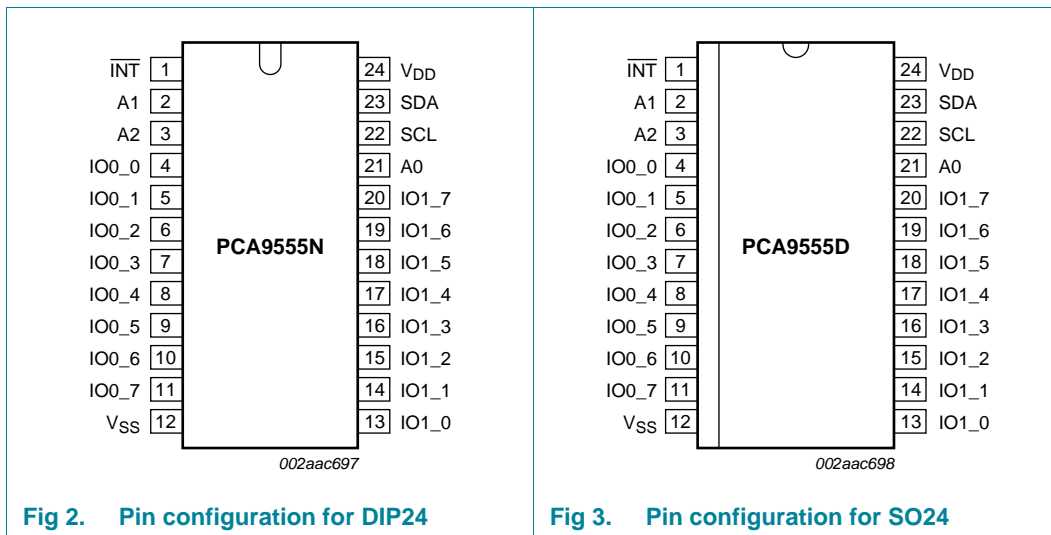 INT 1 24 VDD
A1 2 23 SDA
A2 3 22 SCL
IO0_0 4 21 A0
IO0_1 5 20 IO1_7
IO0_2 6 19 IO1_6
IO0_3 7 PCA9555N 18 IO1_5
IO0_4 8 17 IO1_4
IO0_5 9 16 IO1_3
IO0_6 10 15 IO1_2
IO0_7 11 14 IO1_1
VSS 12 13 IO1_0
002aac697
Fig 2. Pin configuration for DIP24
INT 1 24 VDD
A1 2 23 SDA
A2 3 22 SCL
IO0_0 4 21 A0
IO0_1 5 20 IO1_7
IO0_2 6 19 IO1_6
IO0_3 7 PCA9555D 18 IO1_5
IO0_4 8 17 IO1_4
IO0_5 9 16 IO1_3
IO0_6 10 15 IO1_2
IO0_7 11 14 IO1_1
VSS 12 13 IO1_0
002aac698
Fig 3. Pin configuration for SO24